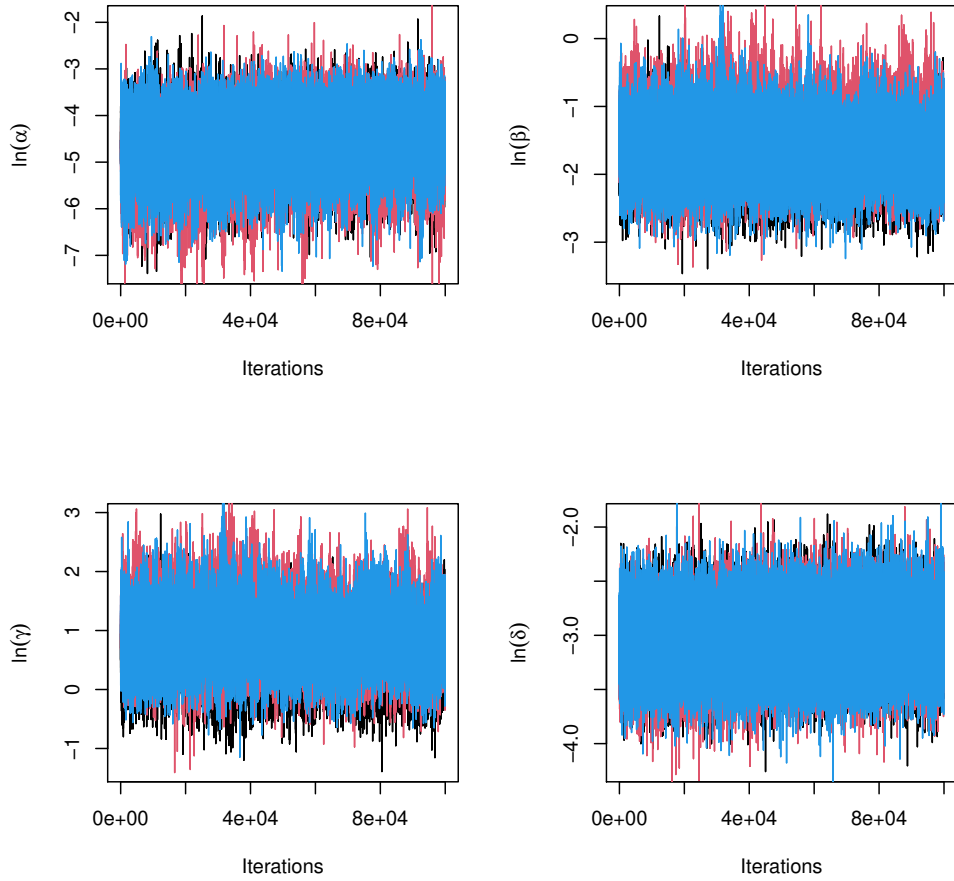 ln(α)
-2
-3
-4
-5
-6
-7
0e+00 4e+04 8e+04
Iterations
ln(β)
0
-1
-2
-3
0e+00 4e+04 8e+04
Iterations
ln(γ)
3
2
1
0
-1
0e+00 4e+04 8e+04
Iterations
ln(δ)
-2.0
-3.0
-4.0
0e+00 4e+04 8e+04
Iterations